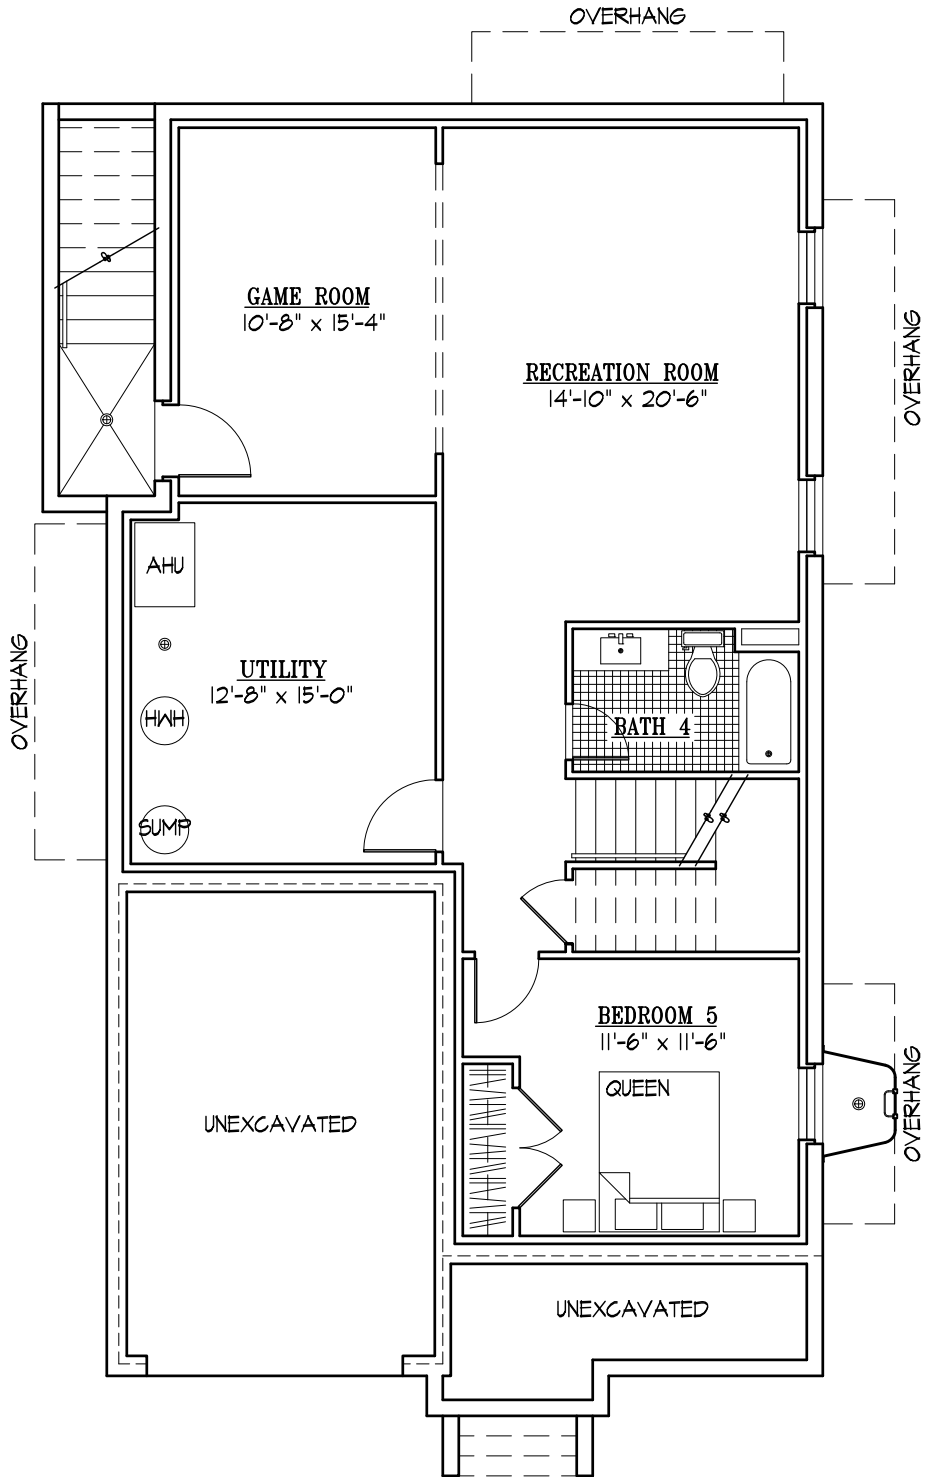 OVERHANG
GAME ROOM
10'-8" x 15'-4"
OVERHANG
RECREATION ROOM
14'-10" x 20'-6"
AHU
OVERHANG
UTILITY
12'-8" x 15'-0"
HWH
BATH 4
SUMP
BEDROOM 5
11'-6" x 11'-6"
QUEEN
OVERHANG
UNEXCAVATED
UNEXCAVATED